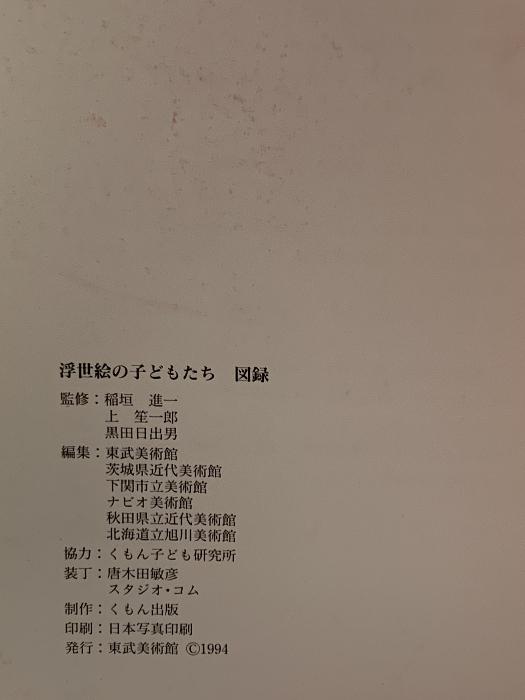 浮世絵の子どもたち　図録
監修：稲垣　進一
上　笙一郎
黒田日出男
編集：東武美術館
茨城県近代美術館
下関市立美術館
ナビオ美術館
秋田県立近代美術館
北海道立旭川美術館
協力：くもん子ども研究所
装丁：唐木田敏彦
スタジオ・コム
制作：くもん出版
印刷：日本写真印刷
発行：東武美術館 Ⓒ1994